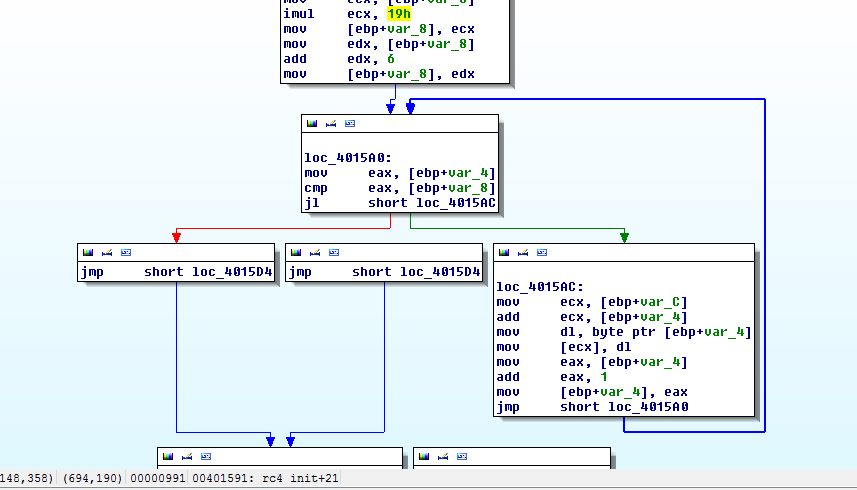 imul    ecx, 19h
mov     [ebp+var_8], ecx
mov     edx, [ebp+var_8]
add     edx, 6
mov     [ebp+var_8], edx
loc_4015A0:
mov     eax, [ebp+var_4]
cmp     eax, [ebp+var_8]
jl      short loc_4015AC
jmp     short loc_4015D4
jmp     short loc_4015D4
loc_4015AC:
mov     ecx, [ebp+var_C]
add     ecx, [ebp+var_4]
mov     dl, byte ptr [ebp+var_4]
mov     [ecx], dl
mov     eax, [ebp+var_4]
add     eax, 1
mov     [ebp+var_4], eax
jmp     short loc_4015A0
148,358) (694,190) 00000991 00401591: rc4 init+21